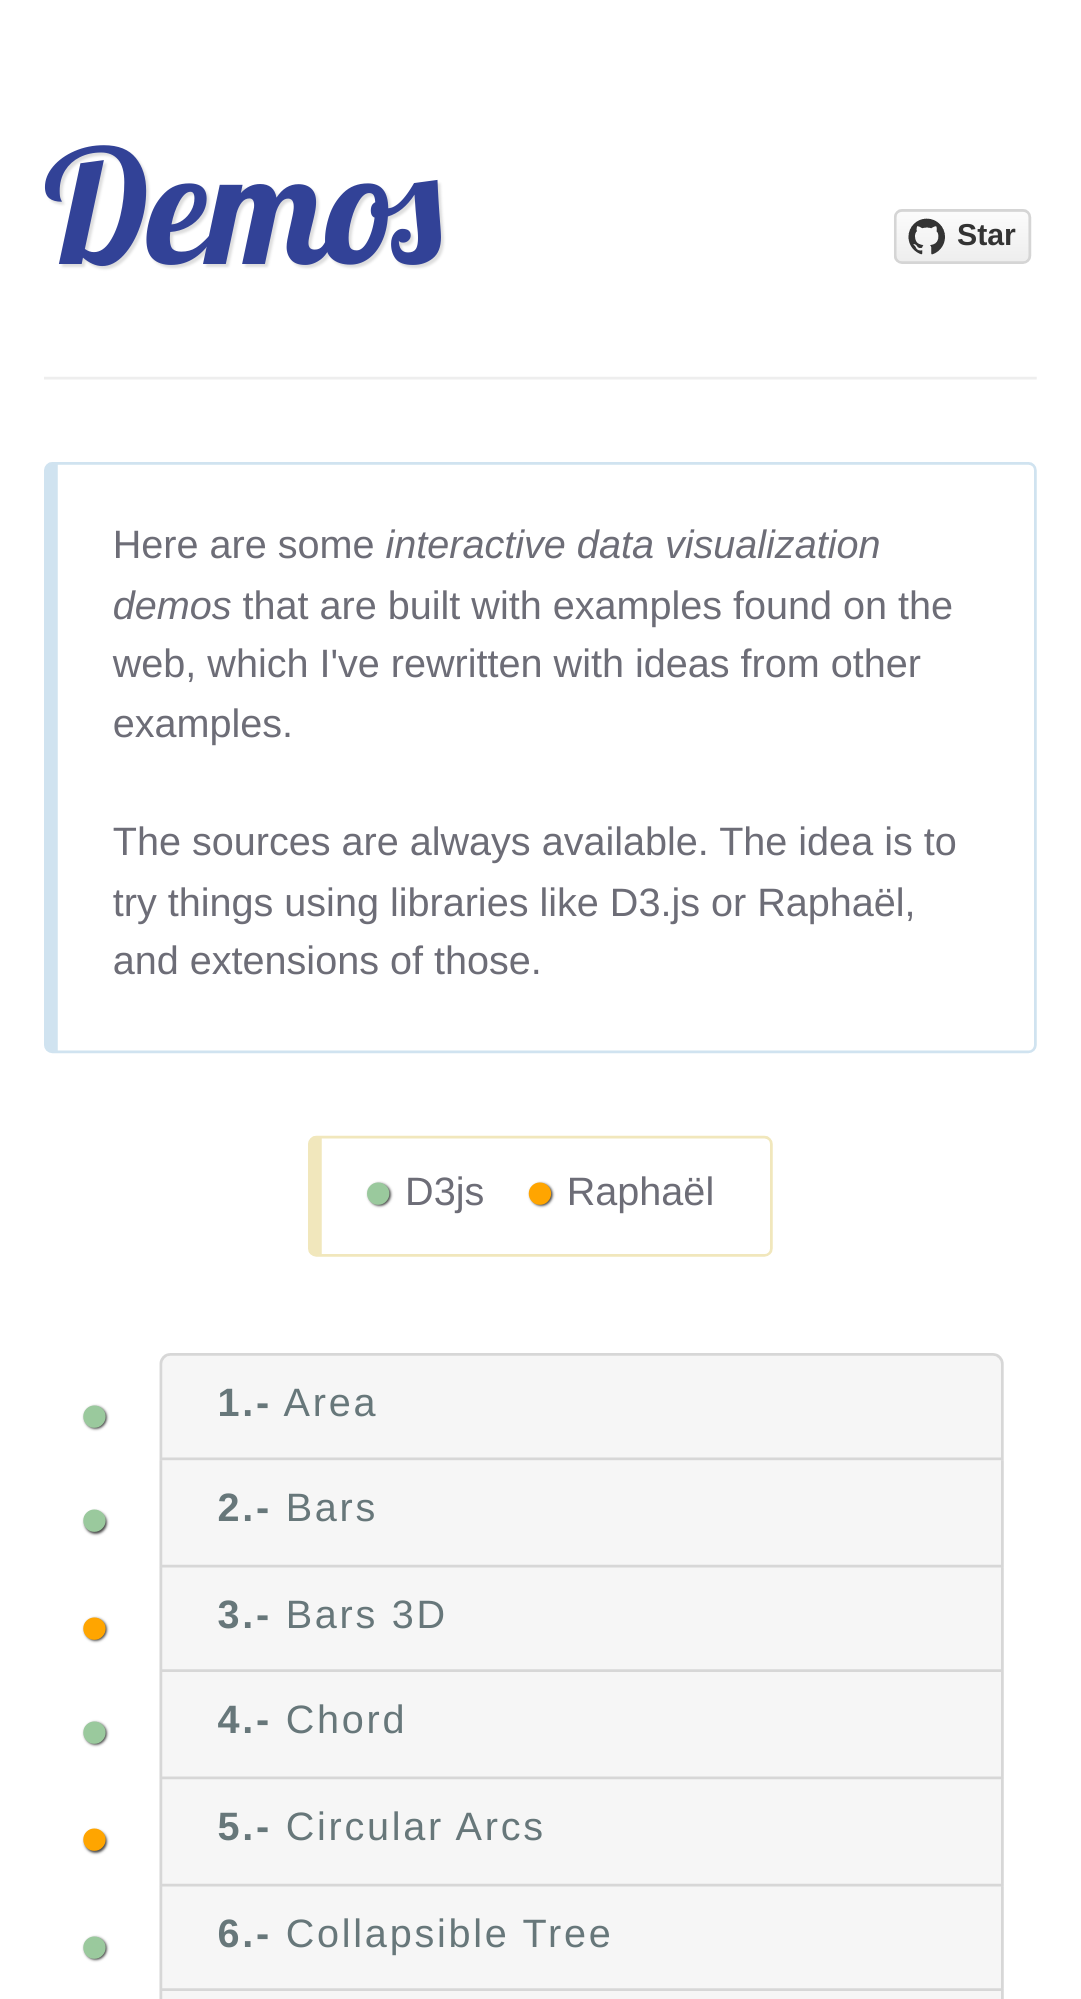 Demos
Star
Here are some interactive data visualization
demos that are built with examples found on the
web, which I've rewritten with ideas from other
examples.
The sources are always available. The idea is to
try things using libraries like D3.js or Raphaël,
and extensions of those.
D3js Raphaël
1.- Area
2.- Bars
3.- Bars 3D
4.- Chord
5.- Circular Arcs
6.- Collapsible Tree